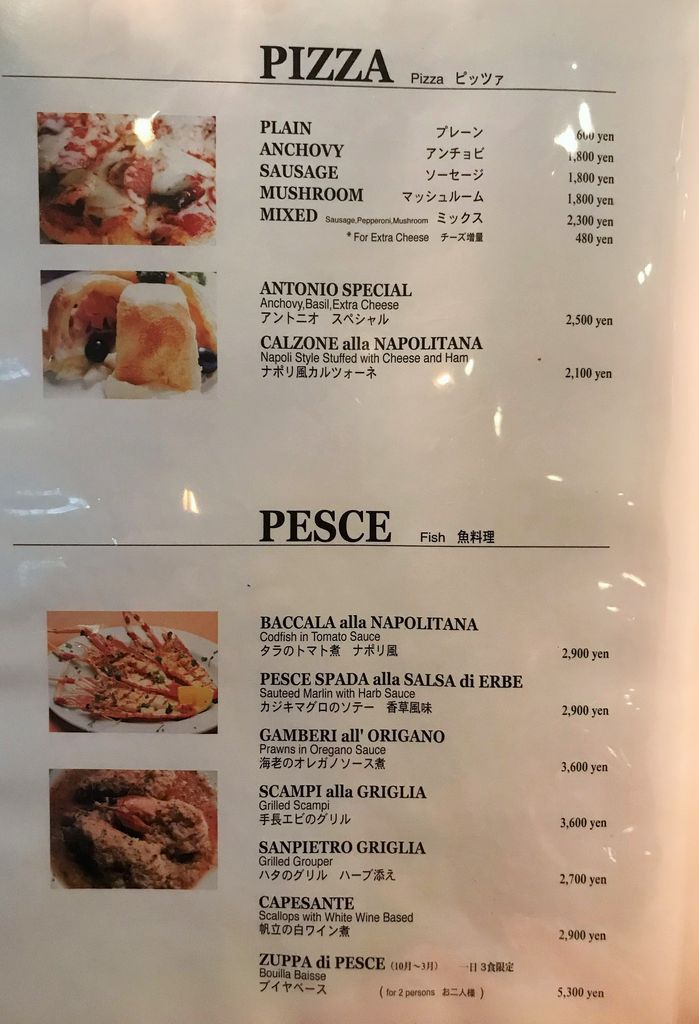 PIZZA Pizza ピッツァ
PLAIN プレーン 600 yen
ANCHOVY アンチョビ 1,800 yen
SAUSAGE ソーセージ 1,800 yen
MUSHROOM マッシュルーム 1,800 yen
MIXED Sausage,Pepperoni,Mushroom ミックス 2,300 yen
* For Extra Cheese チーズ増量 480 yen
ANTONIO SPECIAL
Anchovy,Basil,Extra Cheese
アントニオ スペシャル 2,500 yen
CALZONE alla NAPOLITANA
Napoli Style Stuffed with Cheese and Ham
ナポリ風カルツォーネ 2,100 yen
PESCE Fish 魚料理
BACCALA alla NAPOLITANA
Codfish in Tomato Sauce
タラのトマト煮 ナポリ風 2,900 yen
PESCE SPADA alla SALSA di ERBE
Sauteed Marlin with Harb Sauce
カジキマグロのソテー 香草風味 2,900 yen
GAMBERI all' ORIGANO
Prawns in Oregano Sauce
海老のオレガノソース煮 3,600 yen
SCAMPI alla GRIGLIA
Grilled Scampi
手長エビのグリル 3,600 yen
SANPIETRO GRIGLIA
Grilled Grouper
ハタのグリル ハーブ添え 2,700 yen
CAPESANTE
Scallops with White Wine Based
帆立の白ワイン煮 2,900 yen
ZUPPA di PESCE (10月~3月) 一日3食限定
Bouilla Baisse
ブイヤベース ( for 2 persons お二人様 ) 5,300 yen